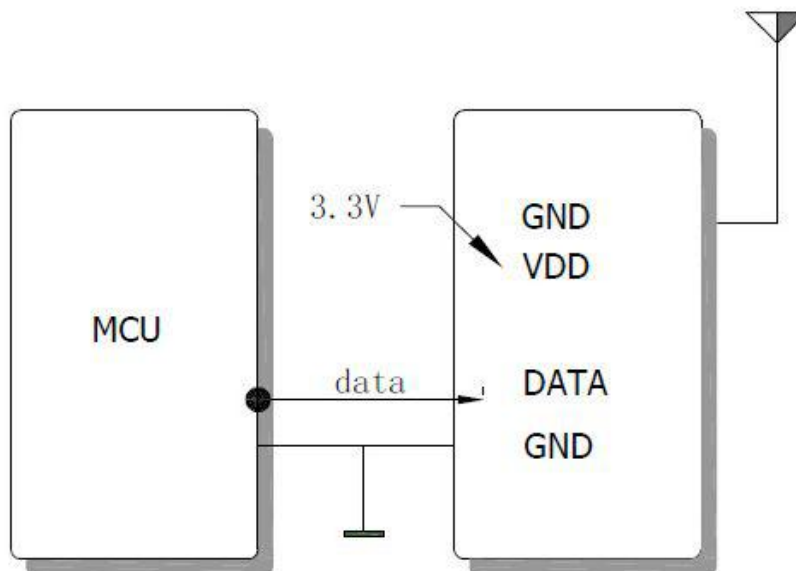 3.3V
GND
VDD
MCU
data
DATA
GND